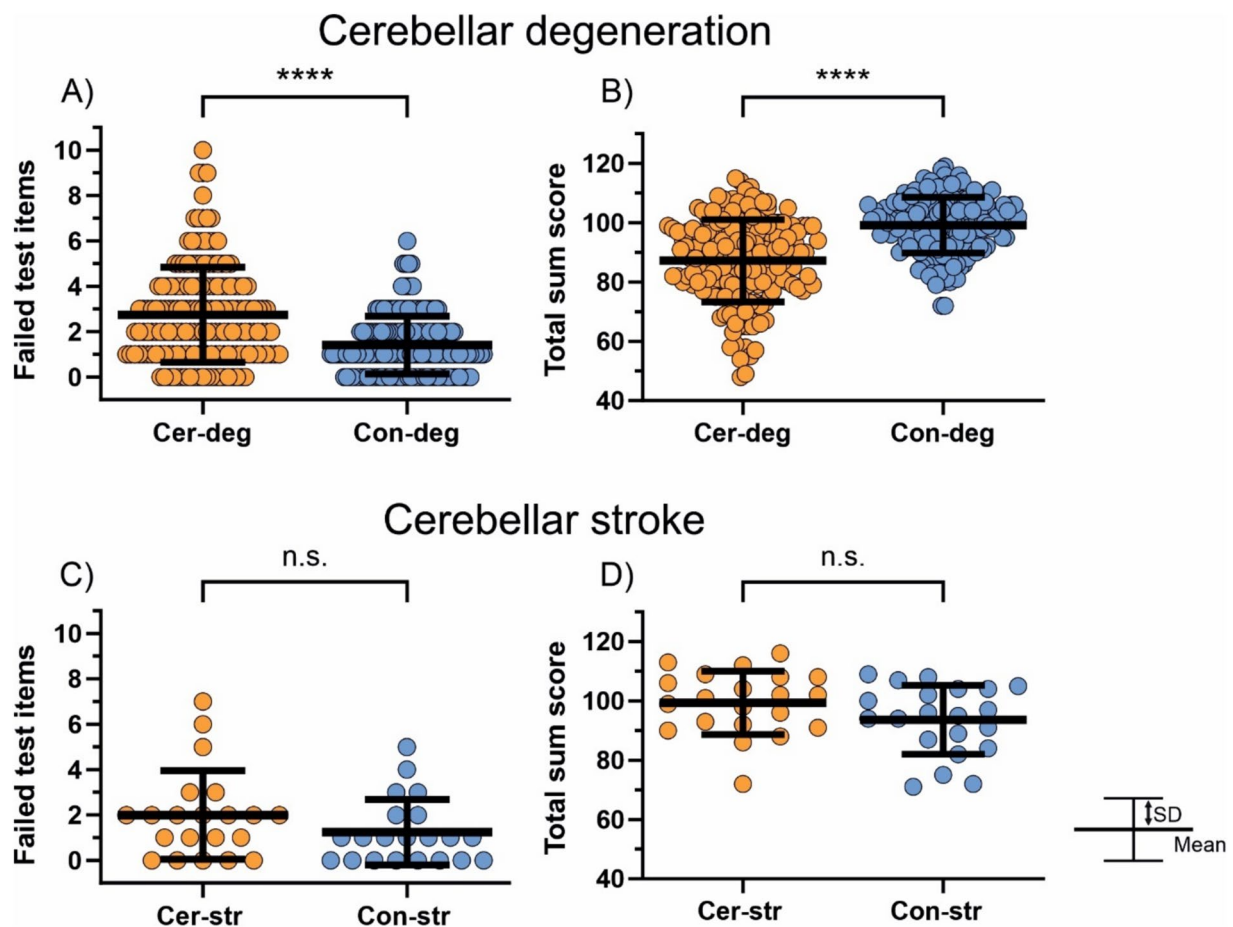 Cerebellar degeneration
A)
****
Failed test items
10
8
6
4
2
0
Cer-deg
Con-deg
B)
****
Total sum score
120
100
80
60
40
Cer-deg
Con-deg
Cerebellar stroke
C)
n.s.
Failed test items
10
8
6
4
2
0
Cer-str
Con-str
D)
n.s.
Total sum score
120
100
80
60
40
Cer-str
Con-str
SD
Mean